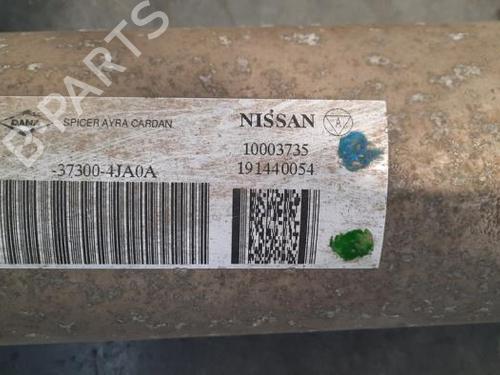 B-PARTS
DANA SPICER AYRA CARDAN NISSAN A
-37300-4JA0A 10003735
191440054